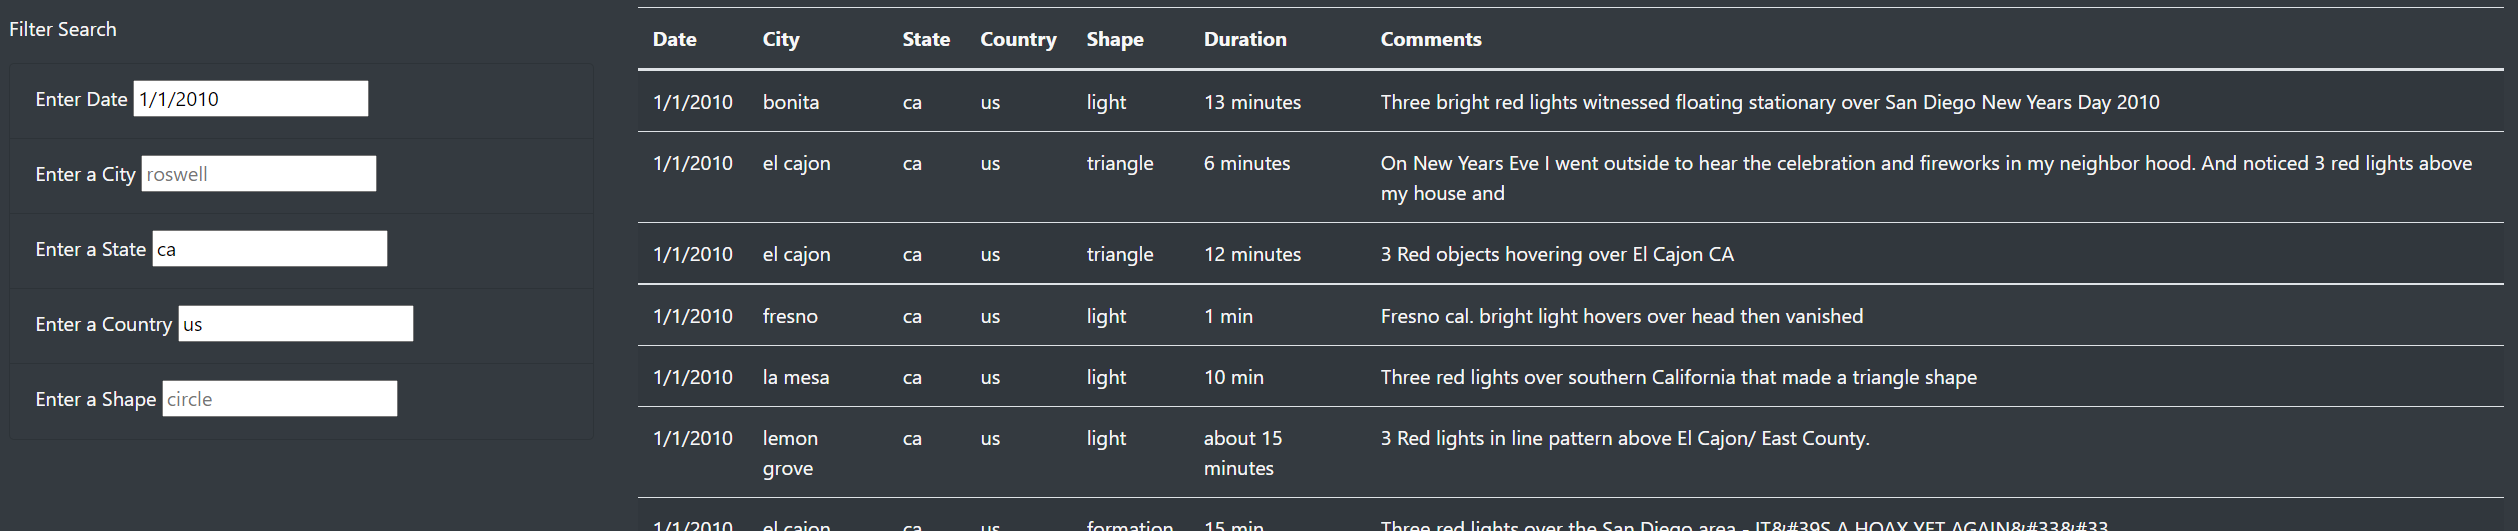 Filter Search
Enter Date 1/1/2010
Enter a City roswell
Enter a State ca
Enter a Country us
Enter a Shape circle
Date City State Country Shape Duration Comments
1/1/2010 bonita ca us light 13 minutes Three bright red lights witnessed floating stationary over San Diego New Years Day 2010
1/1/2010 el cajon ca us triangle 6 minutes On New Years Eve I went outside to hear the celebration and fireworks in my neighbor hood. And noticed 3 red lights above
my house and
1/1/2010 el cajon ca us triangle 12 minutes 3 Red objects hovering over El Cajon CA
1/1/2010 fresno ca us light 1 min Fresno cal. bright light hovers over head then vanished
1/1/2010 la mesa ca us light 10 min Three red lights over southern California that made a triangle shape
1/1/2010 lemon ca us light about 15 3 Red lights in line pattern above El Cajon/ East County.
grove minutes
1/1/2010 el cajon ca us formation 15 min Three red lights over the San Diego area - IT&#39S A HOAX YET AGAIN&#33&#33